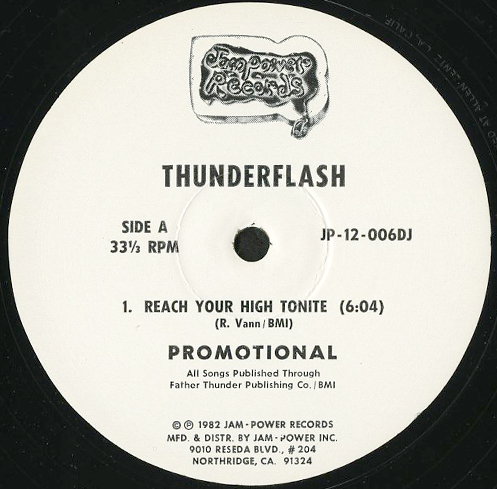 Jam Power
Records
THUNDERFLASH
SIDE A
33⅓ RPM
JP-12-006DJ
1. REACH YOUR HIGH TONITE (6:04)
(R. Vann/BMI)
PROMOTIONAL
All Songs Published Through
Father Thunder Publishing Co./BMI
© ℗ 1982 JAM-POWER RECORDS
MFD. & DISTR. BY JAM-POWER INC.
9010 RESEDA BLVD., #204
NORTHRIDGE, CA. 91324